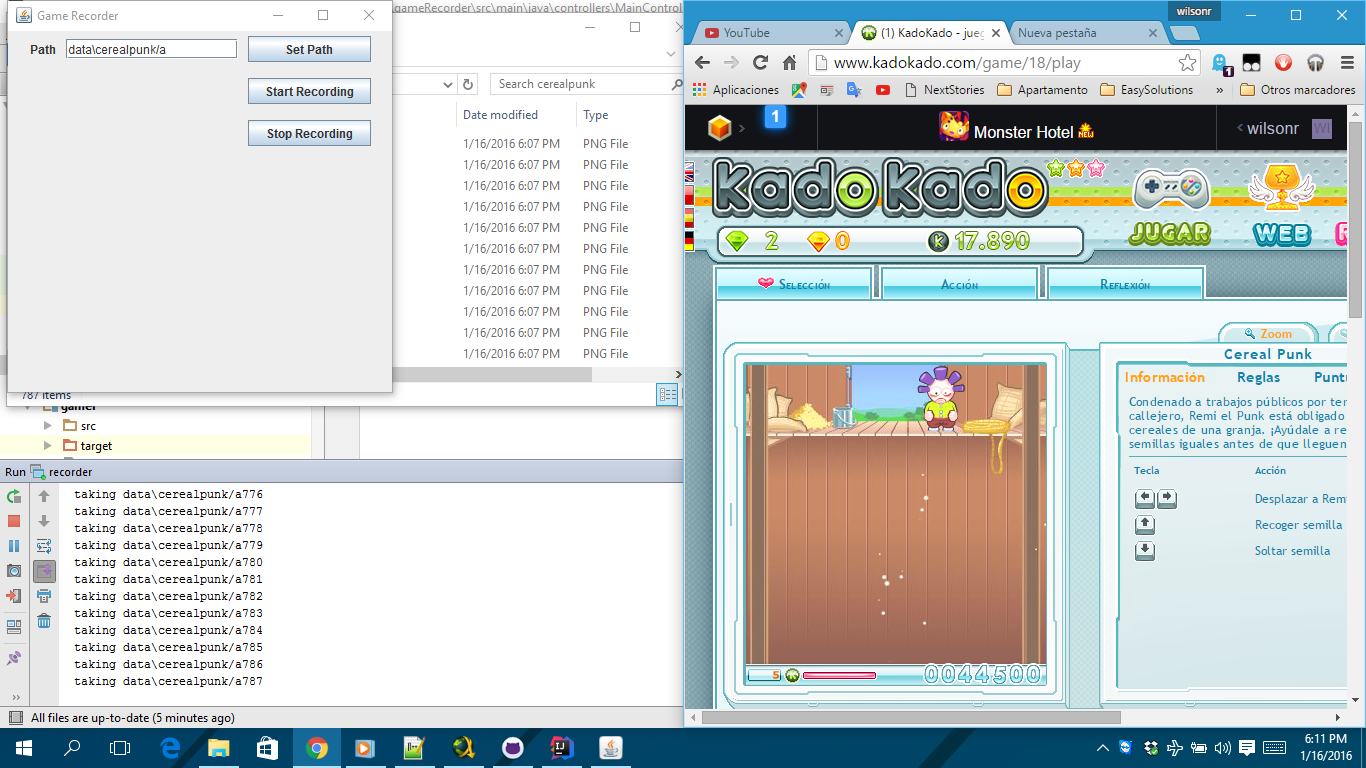 Game Recorder
Path data\cerealpunk/a Set Path
Start Recording
Stop Recording
gameRecorder\src\main\java\controllers\MainControl
Search cerealpunk
Date modified Type
1/16/2016 6:07 PM PNG File
1/16/2016 6:07 PM PNG File
1/16/2016 6:07 PM PNG File
1/16/2016 6:07 PM PNG File
1/16/2016 6:07 PM PNG File
1/16/2016 6:07 PM PNG File
1/16/2016 6:07 PM PNG File
1/16/2016 6:07 PM PNG File
1/16/2016 6:07 PM PNG File
1/16/2016 6:07 PM PNG File
1/16/2016 6:07 PM PNG File
787 items
src
target
Run recorder
taking data\cerealpunk/a776
taking data\cerealpunk/a777
taking data\cerealpunk/a778
taking data\cerealpunk/a779
taking data\cerealpunk/a780
taking data\cerealpunk/a781
taking data\cerealpunk/a782
taking data\cerealpunk/a783
taking data\cerealpunk/a784
taking data\cerealpunk/a785
taking data\cerealpunk/a786
taking data\cerealpunk/a787
All files are up-to-date (5 minutes ago)
wilsonr
YouTube KadoKado - jueg Nueva pestaña
www.kadokado.com/game/18/play 1
Aplicaciones NextStories Apartamento EasySolutions » Otros marcadores
1 Monster Hotel NEW wilsonr WI
KadoKado
2 0 K 17.890
JUGAR WEB R
Selección Acción Reflexión
Zoom
Cereal Punk
Información Reglas Puntu
Condenado a trabajos públicos por ten
callejero, Remi el Punk está obligado
cereales de una granja. ¡Ayúdale a re
semillas iguales antes de que lleguen
Tecla Acción
Desplazar a Rem
Recoger semilla
Soltar semilla
5 0044500
6:11 PM
1/16/2016